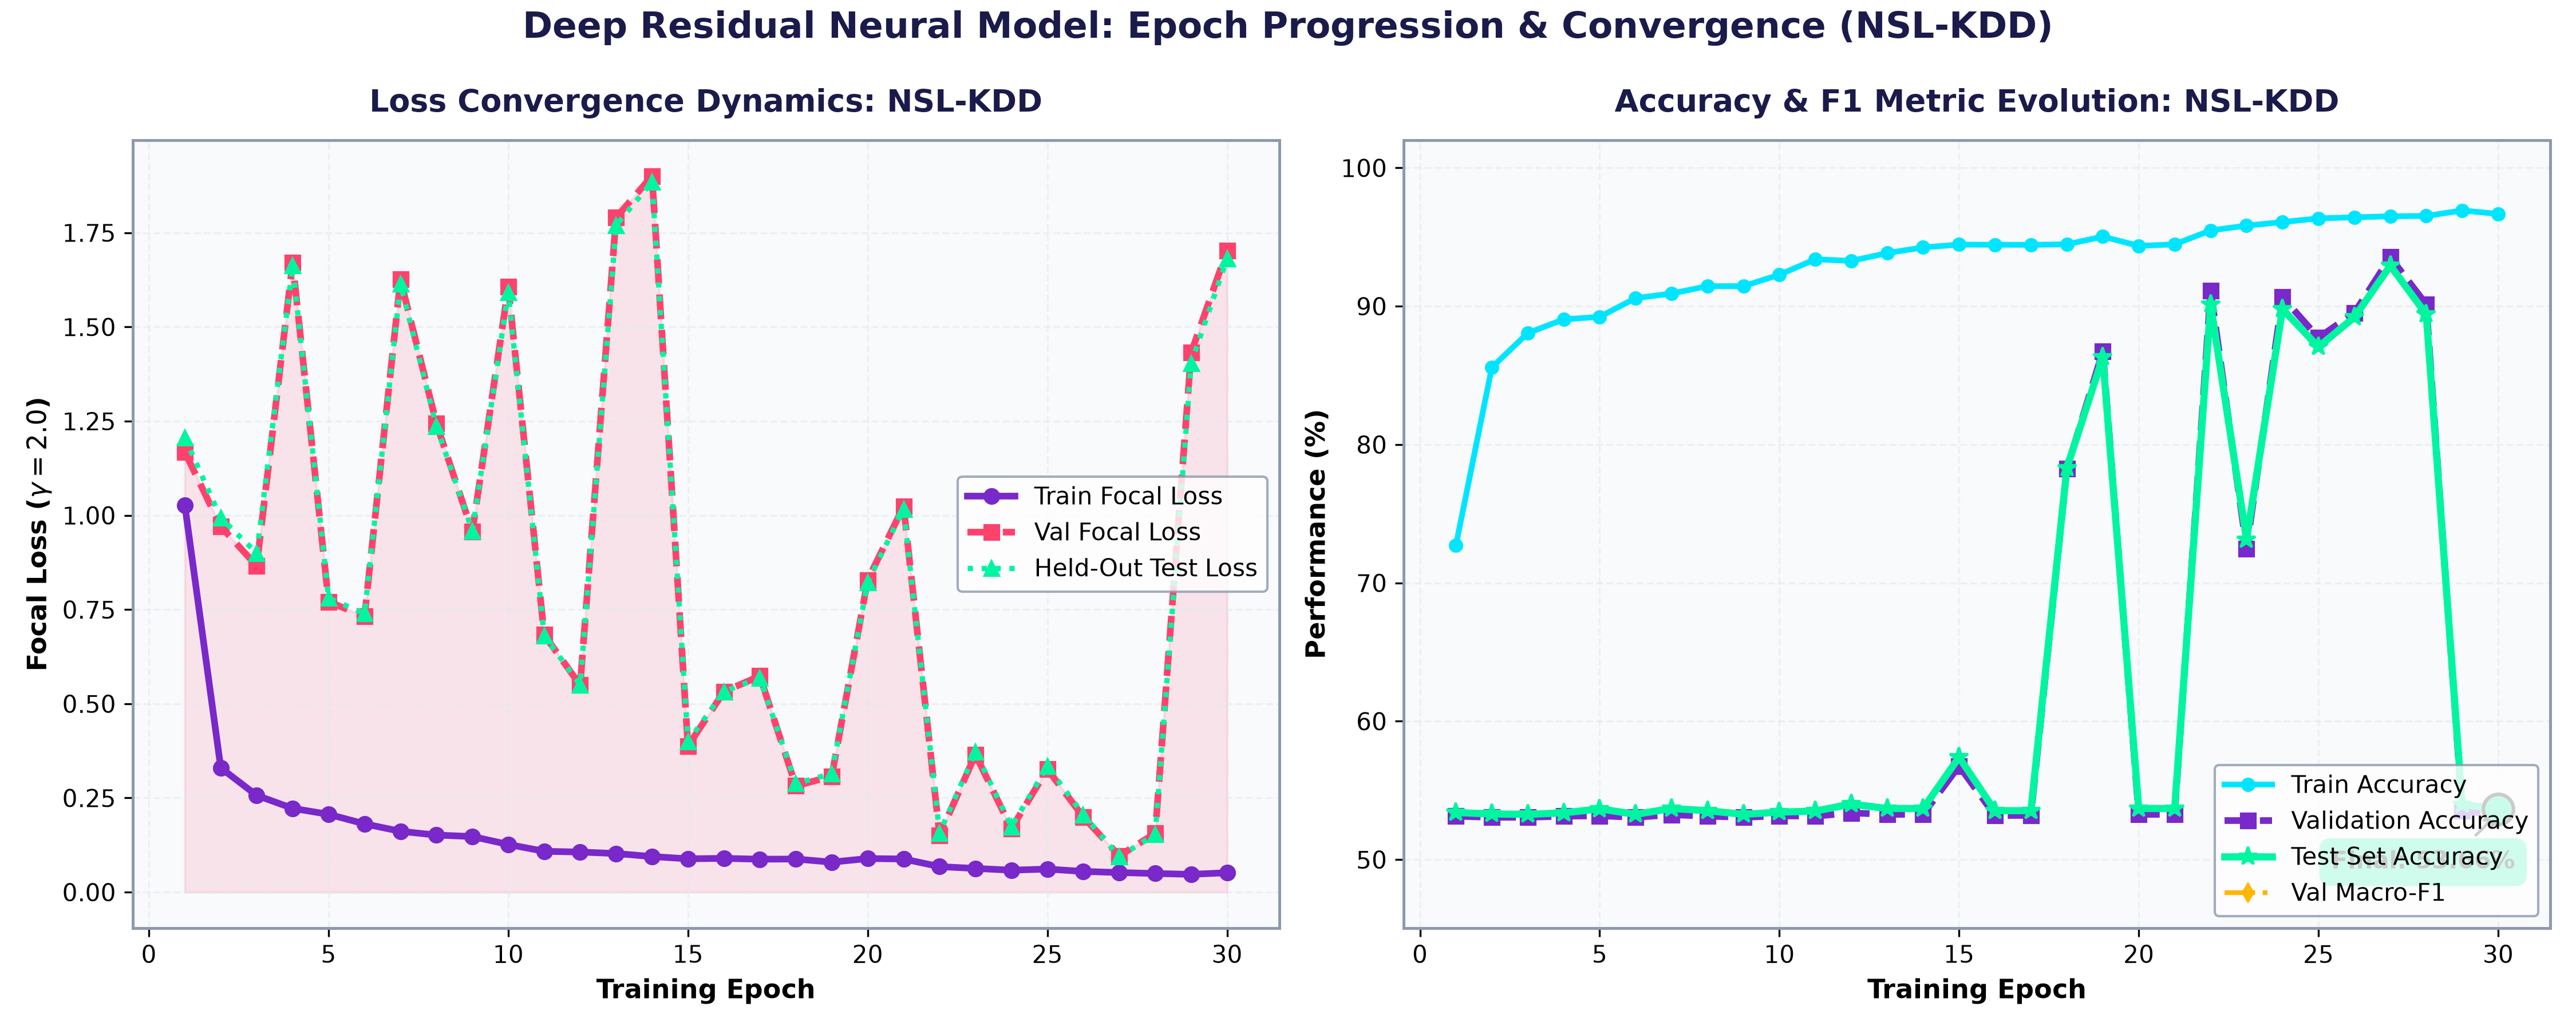 Deep Residual Neural Model: Epoch Progression & Convergence (NSL-KDD)
Loss Convergence Dynamics: NSL-KDD
Focal Loss (γ = 2.0)
1.75
1.50
1.25
1.00
0.75
0.50
0.25
0.00
Train Focal Loss
Val Focal Loss
Held-Out Test Loss
0 5 10 15 20 25 30
Training Epoch
Accuracy & F1 Metric Evolution: NSL-KDD
Performance (%)
100
90
80
70
60
50
Train Accuracy
Validation Accuracy
Test Set Accuracy
Val Macro-F1
0 5 10 15 20 25 30
Training Epoch